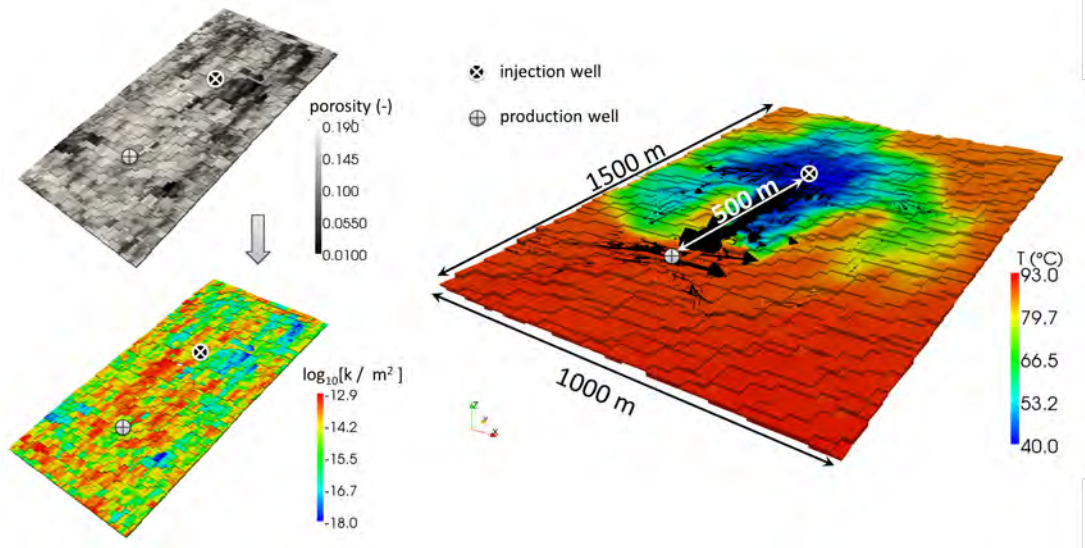 porosity (-)
0.190
0.145
0.100
0.0550
0.0100
log10[k / m²]
-12.9
-14.2
-15.5
-16.7
-18.0
injection well
production well
1500 m
500 m
1000 m
T (°C)
93.0
79.7
66.5
53.2
40.0
Z
Y
X